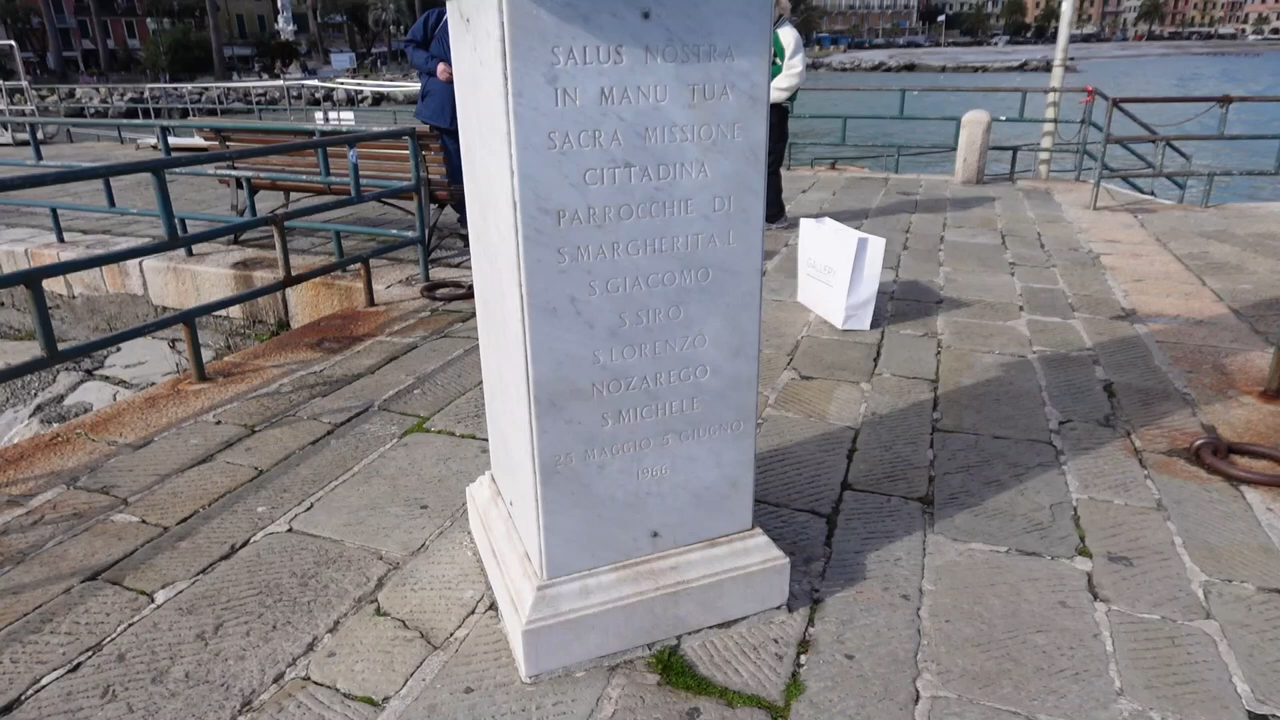 SALUS NOSTRA
IN MANU TUA
SACRA MISSIONE
CITTADINA
PARROCCHIE DI
S.MARGHERITA.L
S.GIACOMO
S.SIRO
S.LORENZO
NOZAREGO
S.MICHELE
25 MAGGIO 5 GIUGNO
1966
GALLERY